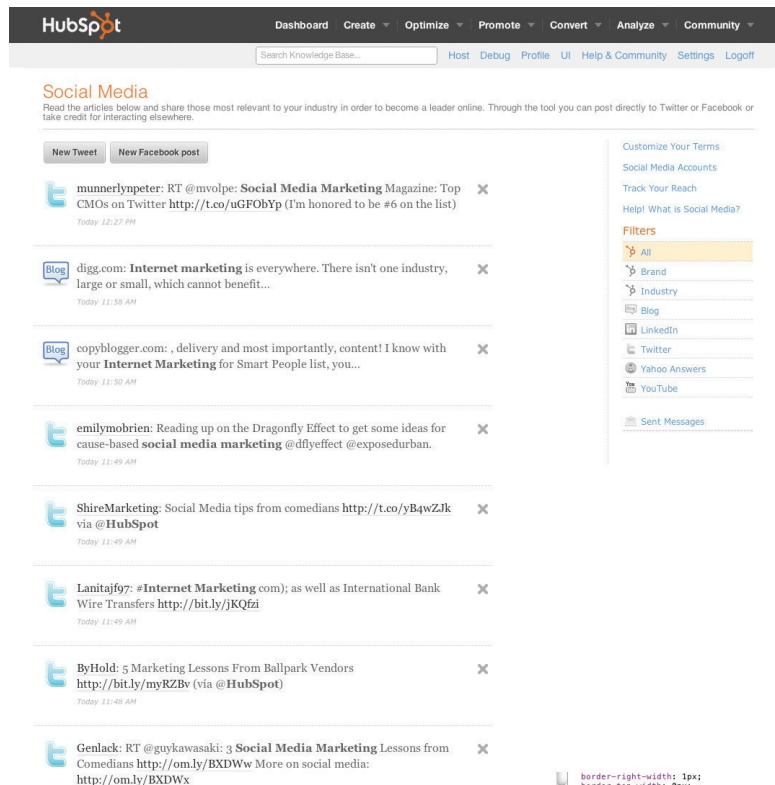 HubSpot
Dashboard Create Optimize Promote Convert Analyze Community
Search Knowledge Base... Host Debug Profile UI Help & Community Settings Logoff
Social Media
Read the articles below and share those most relevant to your industry in order to become a leader online. Through the tool you can post directly to Twitter or Facebook or
take credit for interacting elsewhere.
New Tweet New Facebook post
munnerlynpeter: RT @mvolpe: Social Media Marketing Magazine: Top
CMOs on Twitter http://t.co/uGFObYp (I'm honored to be #6 on the list)
Today 12:27 PM
Blog
digg.com: Internet marketing is everywhere. There isn't one industry,
large or small, which cannot benefit...
Today 11:58 AM
Blog
copyblogger.com: , delivery and most importantly, content! I know with
your Internet Marketing for Smart People list, you...
Today 11:50 AM
emilymobrien: Reading up on the Dragonfly Effect to get some ideas for
cause-based social media marketing @dflyeffect @exposedurban.
Today 11:49 AM
ShireMarketing: Social Media tips from comedians http://t.co/yB4wZJk
via @HubSpot
Today 11:49 AM
Lanitajf97: #Internet Marketing com); as well as International Bank
Wire Transfers http://bit.ly/jKQfzi
Today 11:49 AM
ByHold: 5 Marketing Lessons From Ballpark Vendors
http://bit.ly/myRZBv (via @HubSpot)
Today 11:48 AM
Genlack: RT @guykawasaki: 3 Social Media Marketing Lessons from
Comedians http://om.ly/BXDWw More on social media:
http://om.ly/BXDWx
Customize Your Terms
Social Media Accounts
Track Your Reach
Help! What is Social Media?
Filters
All
Brand
Industry
Blog
LinkedIn
Twitter
Yahoo Answers
You YouTube
Sent Messages
border-right-width: 1px;